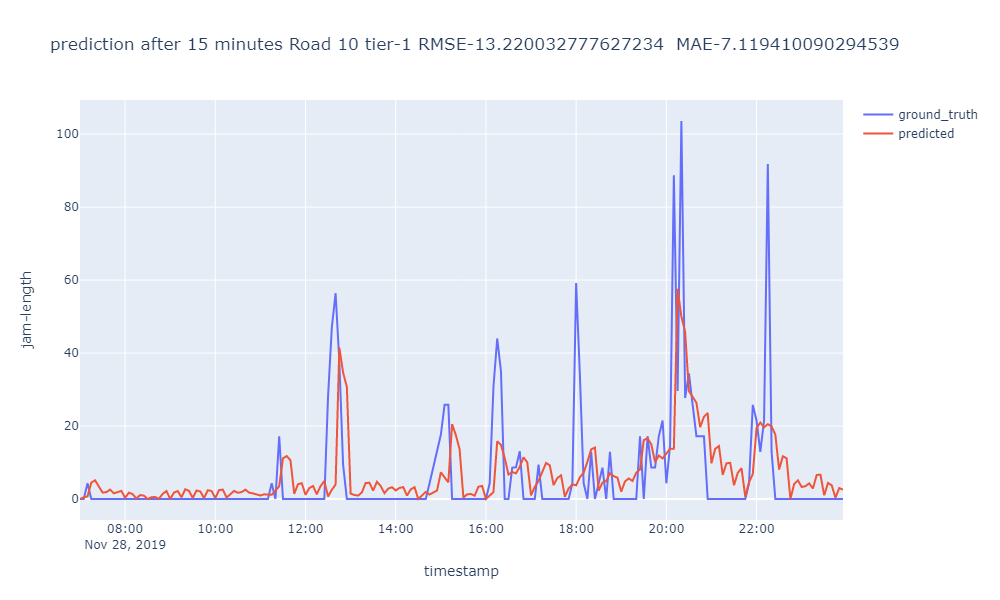 prediction after 15 minutes Road 10 tier-1 RMSE-13.220032777627234  MAE-7.119410090294539
ground_truth
predicted
100
80
60
40
20
0
jam-length
08:00
10:00
12:00
14:00
16:00
18:00
20:00
22:00
Nov 28, 2019
timestamp